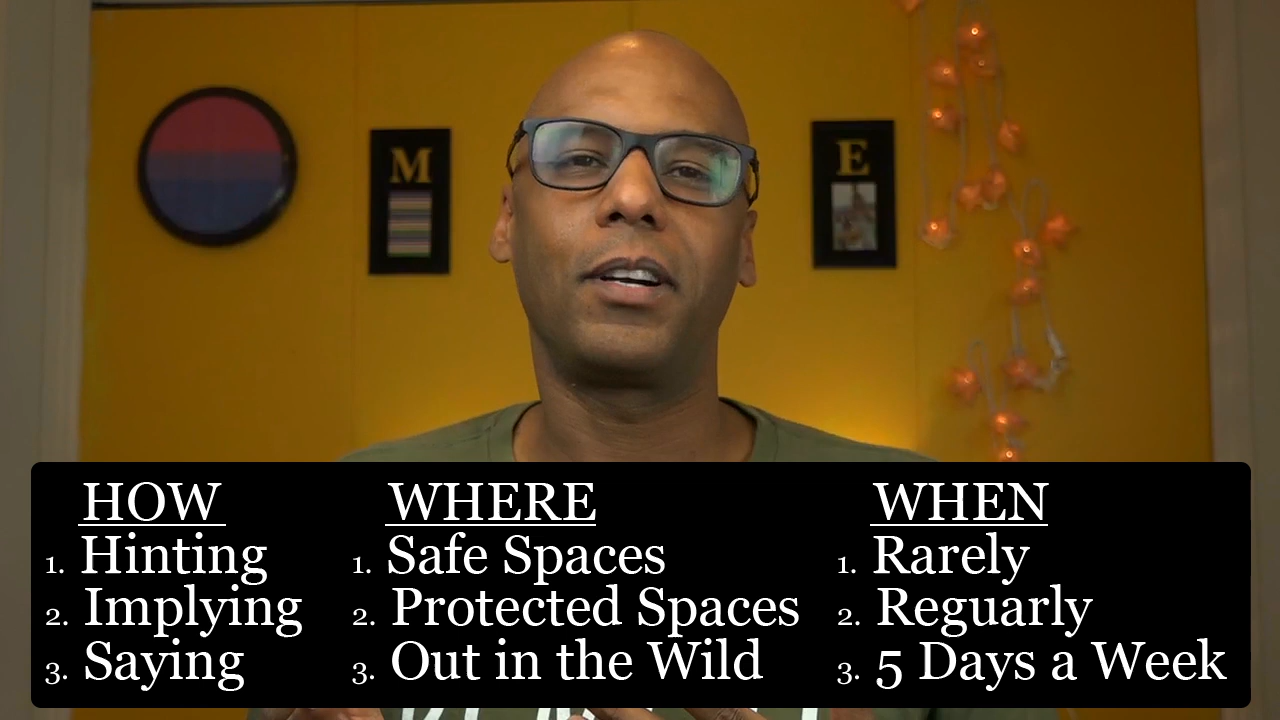 M
E
HOW
1. Hinting
2. Implying
3. Saying
WHERE
1. Safe Spaces
2. Protected Spaces
3. Out in the Wild
WHEN
1. Rarely
2. Reguarly
3. 5 Days a Week